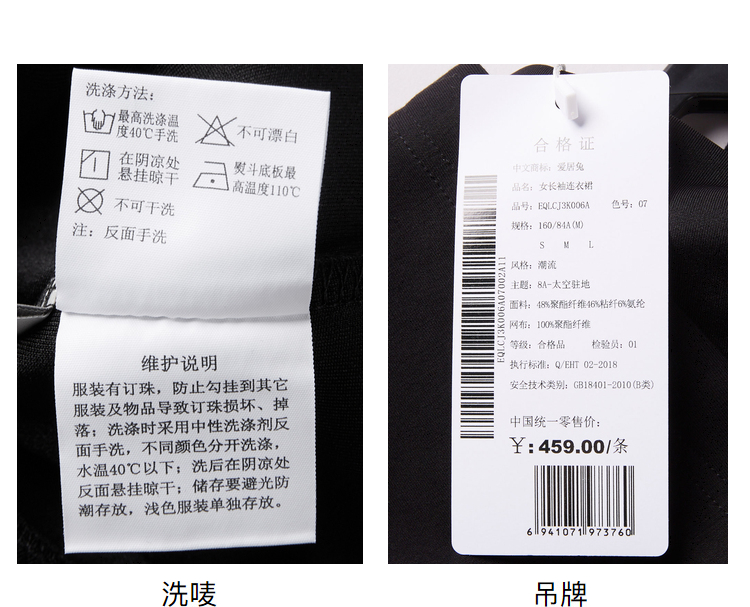 洗涤方法：
最高洗涤温
度40℃手洗
不可漂白
在阴凉处
悬挂晾干
熨斗底板最
高温度110℃
不可干洗
注：反面手洗
维护说明
服装有订珠，防止勾挂到其它
服装及物品导致订珠损坏、掉
落；洗涤时采用中性洗涤剂反
面手洗，不同颜色分开洗涤，
水温40℃以下；洗后在阴凉处
反面悬挂晾干；储存要避光防
潮存放，浅色服装单独存放。
洗唛
合格证
中文商标：爱居兔
品名：女长袖连衣裙
品号：EQLCJ3K006A 色号：07
规格：160/84A(M)
S M L
风格：潮流
主题：8A-太空驻地
面料：48%聚酯纤维46%粘纤6%氨纶
网布：100%聚酯纤维
等级：合格品 检验员：01
执行标准：Q/EHT 02-2018
安全技术类别：GB18401-2010(B类)
EQLCJ3K006A07002A11
中国统一零售价：
¥:459.00/条
6 941071 973760
吊牌